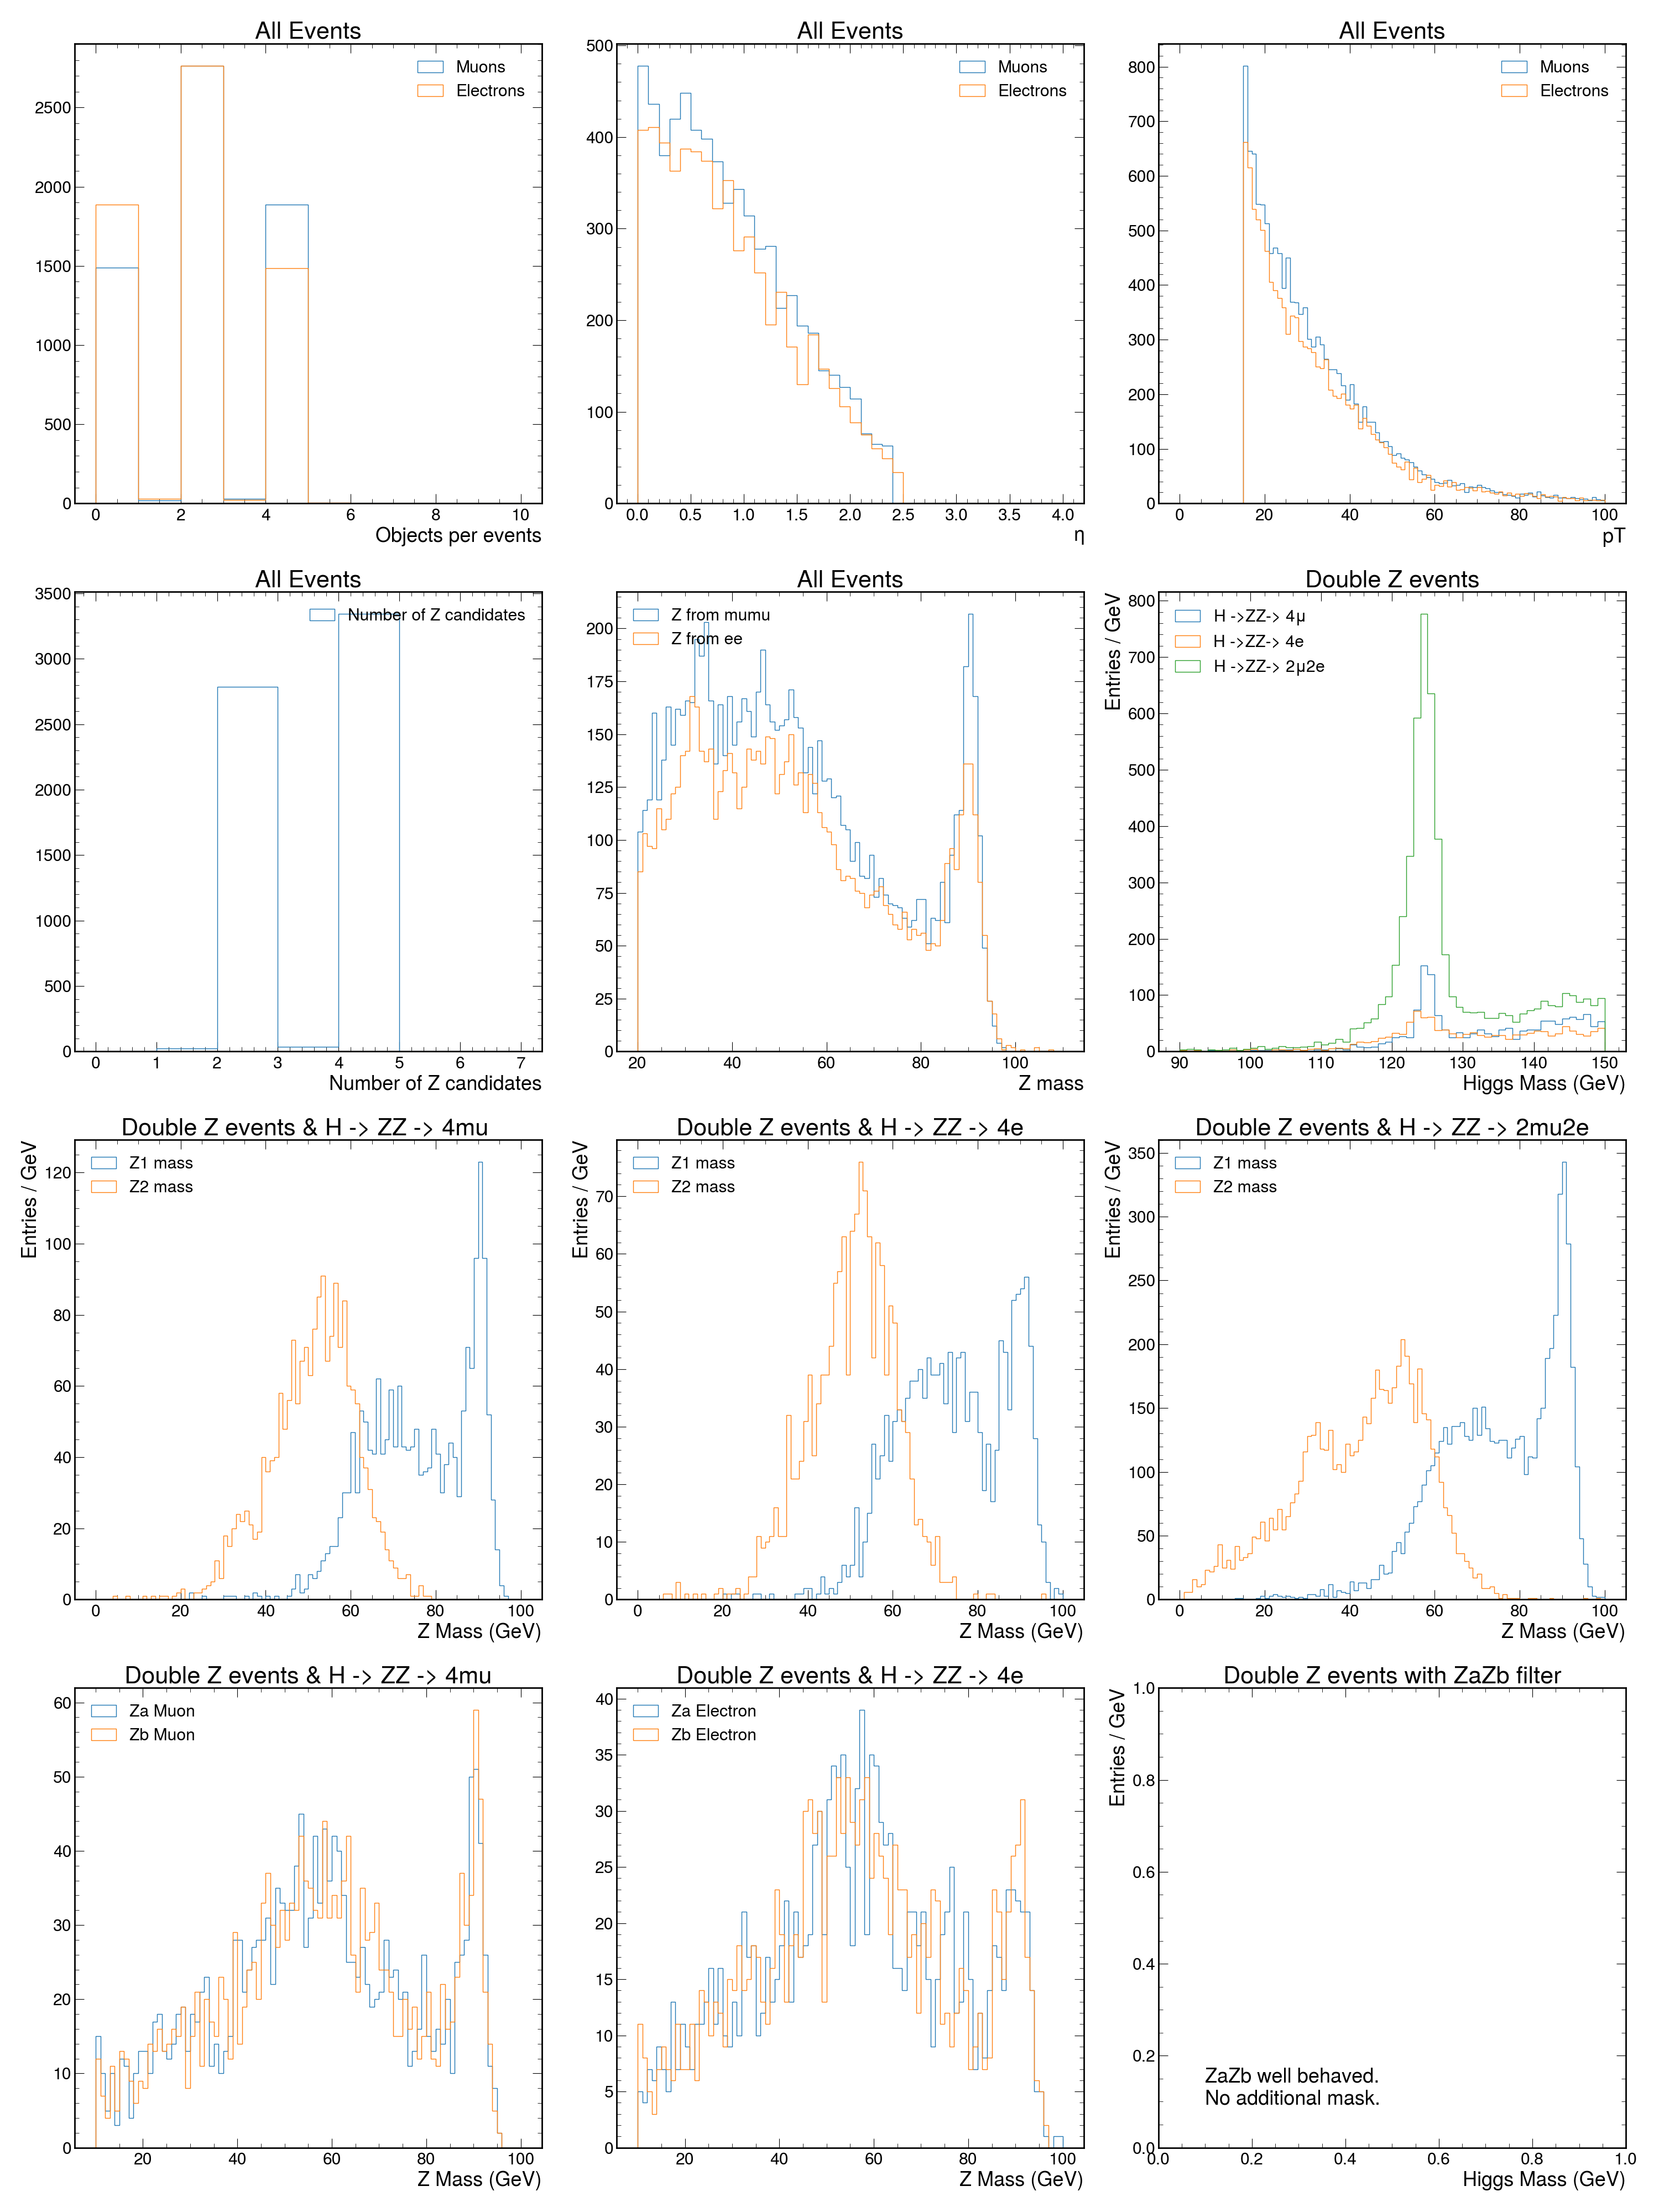 All Events
Muons
Electrons
2500
2000
1500
1000
500
0
0 2 4 6 8 10
Objects per events
All Events
Muons
Electrons
500
400
300
200
100
0
0.0 0.5 1.0 1.5 2.0 2.5 3.0 3.5 4.0
η
All Events
Muons
Electrons
800
700
600
500
400
300
200
100
0
0 20 40 60 80 100
pT
All Events
Number of Z candidates
3500
3000
2500
2000
1500
1000
500
0
0 1 2 3 4 5 6 7
Number of Z candidates
All Events
Z from mumu
Z from ee
200
175
150
125
100
75
50
25
0
20 40 60 80 100
Z mass
Double Z events
Entries / GeV
H ->ZZ-> 4μ
H ->ZZ-> 4e
H ->ZZ-> 2μ2e
800
700
600
500
400
300
200
100
0
90 100 110 120 130 140 150
Higgs Mass (GeV)
Double Z events & H -> ZZ -> 4mu
Entries / GeV
Z1 mass
Z2 mass
120
100
80
60
40
20
0
0 20 40 60 80 100
Z Mass (GeV)
Double Z events & H -> ZZ -> 4e
Entries / GeV
Z1 mass
Z2 mass
70
60
50
40
30
20
10
0
0 20 40 60 80 100
Z Mass (GeV)
Double Z events & H -> ZZ -> 2mu2e
Entries / GeV
Z1 mass
Z2 mass
350
300
250
200
150
100
50
0
0 20 40 60 80 100
Z Mass (GeV)
Double Z events & H -> ZZ -> 4mu
Za Muon
Zb Muon
60
50
40
30
20
10
0
20 40 60 80 100
Z Mass (GeV)
Double Z events & H -> ZZ -> 4e
Za Electron
Zb Electron
40
35
30
25
20
15
10
5
0
20 40 60 80 100
Z Mass (GeV)
Double Z events with ZaZb filter
Entries / GeV
1.0
0.8
0.6
0.4
0.2
0.0
ZaZb well behaved.
No additional mask.
0.0 0.2 0.4 0.6 0.8 1.0
Higgs Mass (GeV)